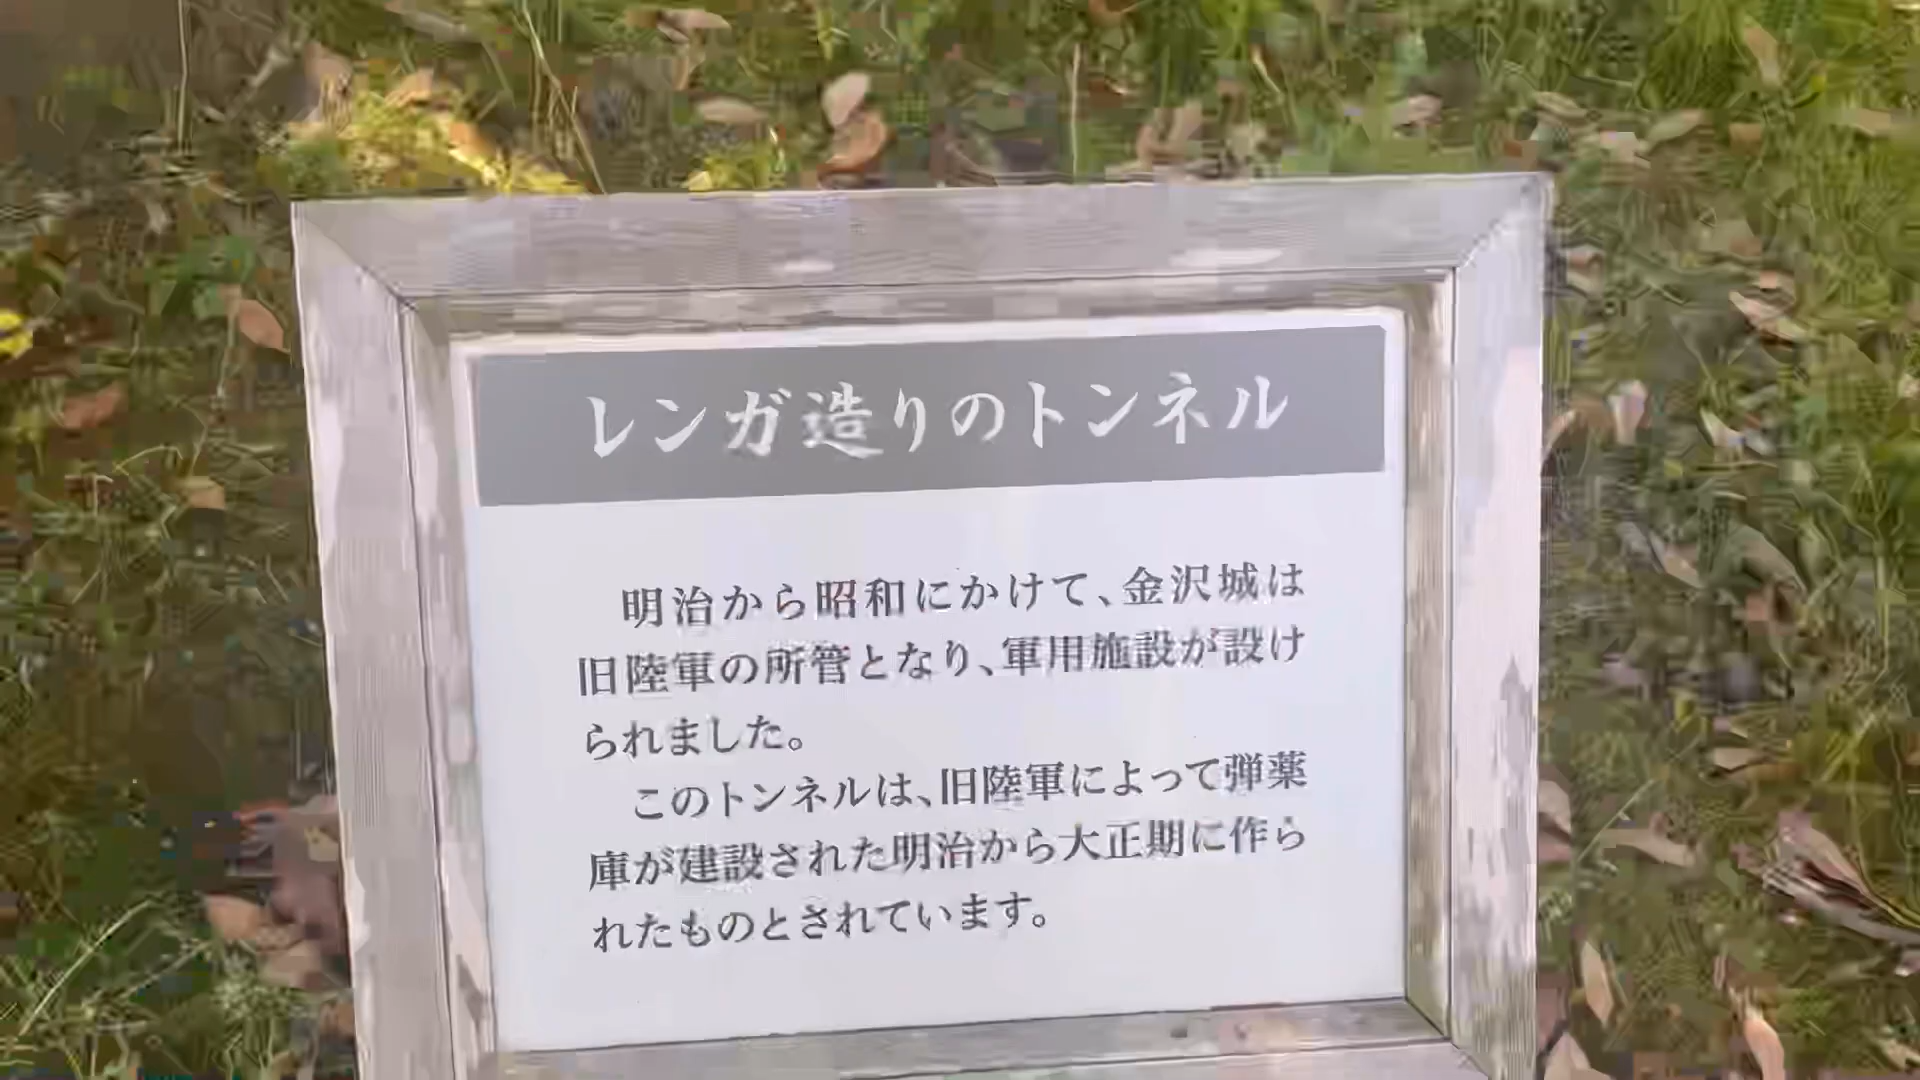 レンガ造りのトンネル
明治から昭和にかけて、金沢城は
旧陸軍の所管となり、軍用施設が設け
られました。
このトンネルは、旧陸軍によって弾薬
庫が建設された明治から大正期に作ら
れたものとされています。